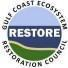 GULF COAST ECOSYSTEM
RESTORE
RESTORATION COUNCIL